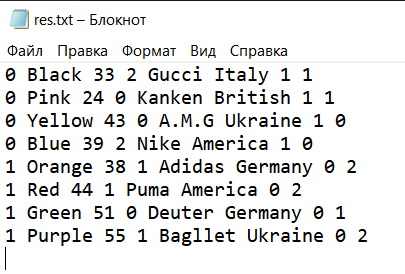 res.txt – Блокнот
Файл Правка Формат Вид Справка
0 Black 33 2 Gucci Italy 1 1
0 Pink 24 0 Kanken British 1 1
0 Yellow 43 0 A.M.G Ukraine 1 0
0 Blue 39 2 Nike America 1 0
1 Orange 38 1 Adidas Germany 0 2
1 Red 44 1 Puma America 0 2
1 Green 51 0 Deuter Germany 0 1
1 Purple 55 1 Bagllet Ukraine 0 2